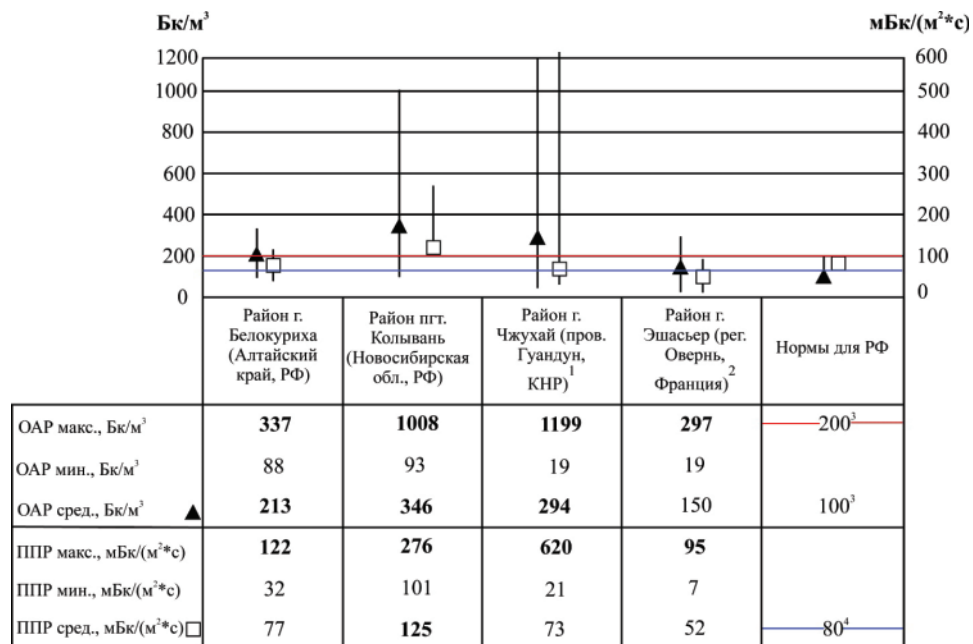 Бк/м³ мБк/(м²*с)
1200 600
1000 500
800 400
600 300
400 200
200 100
0 0
Район г. Белокуриха (Алтайский край, РФ)
Район пгт. Колывань (Новосибирская обл., РФ)
Район г. Чжухай (пров. Гуандун, КНР)¹
Район г. Эшасьер (рег. Овернь, Франция)²
Нормы для РФ
ОАР макс., Бк/м³ 337 1008 1199 297 200³
ОАР мин., Бк/м³ 88 93 19 19
ОАР сред., Бк/м³ 213 346 294 150 100³
ППР макс., мБк/(м²*с) 122 276 620 95
ППР мин., мБк/(м²*с) 32 101 21 7
ППР сред., мБк/(м²*с) 77 125 73 52 80⁴